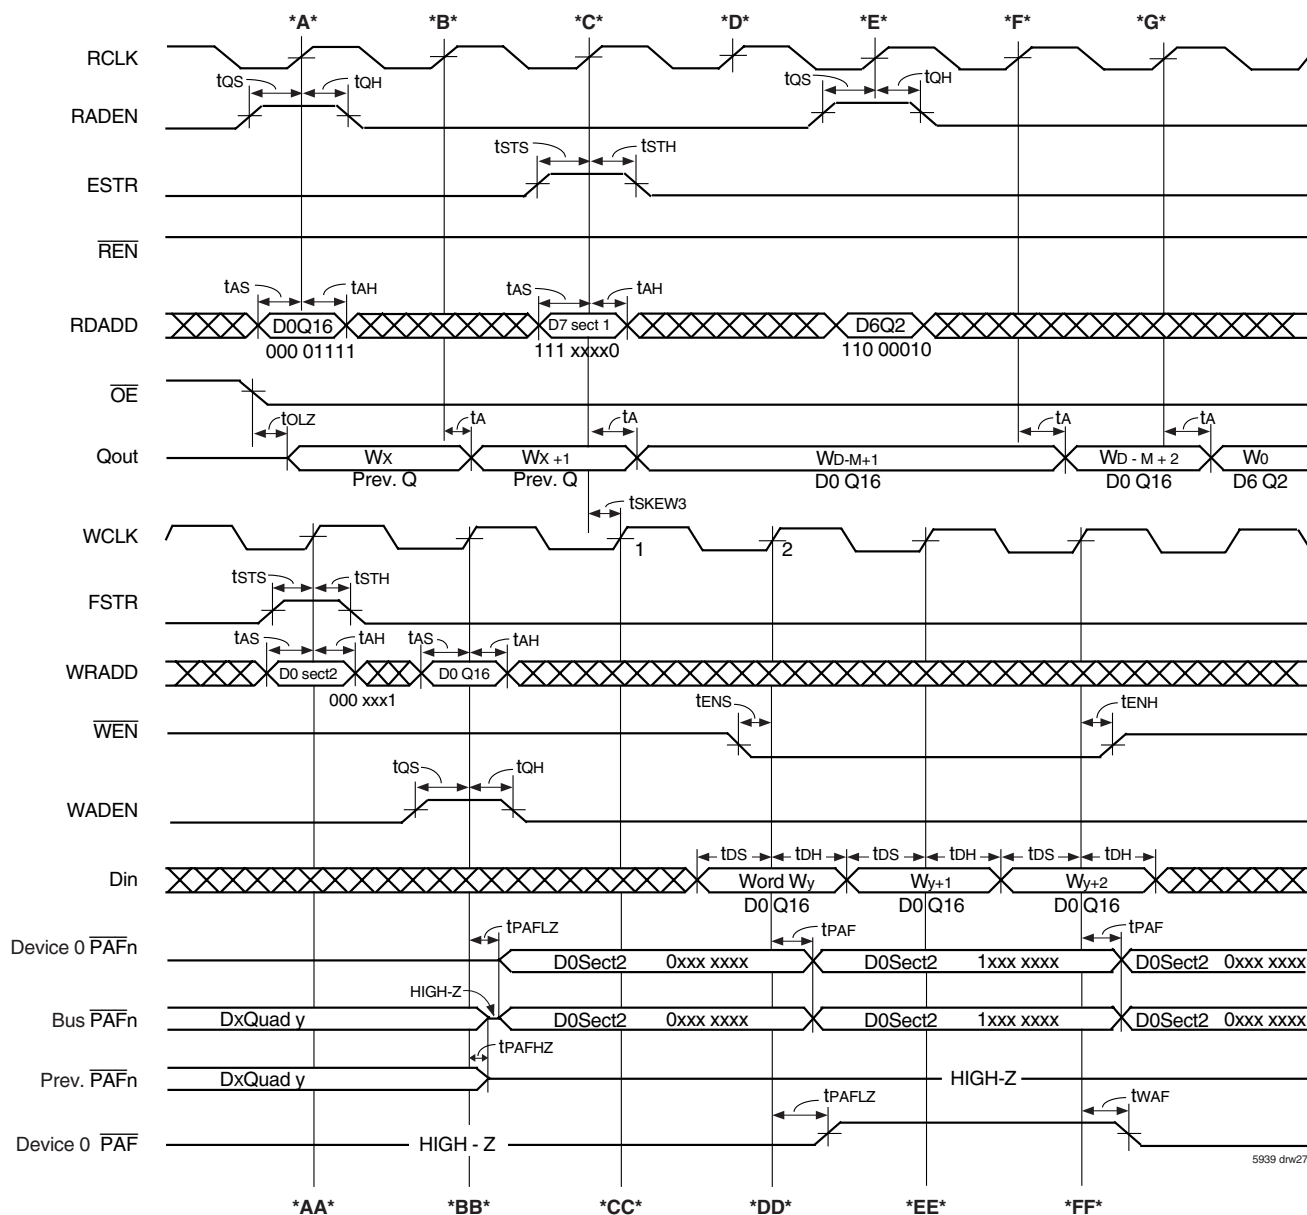 *A* *B* *C* *D* *E* *F* *G*
RCLK
tQS tQH tQS tQH
RADEN
tSTS tSTH
ESTR
REN
tAS tAH tAS tAH
RDADD D0Q16 D7 sect 1 D6Q2
000 01111 111 xxxx0 110 00010
OE
tOLZ tA tA tA tA
Qout WX WX +1 WD-M+1 WD - M + 2 W0
Prev. Q Prev. Q D0 Q16 D0 Q16 D6 Q2
tSKEW3
WCLK 1 2
tSTS tSTH
FSTR
tAS tAH tAS tAH
WRADD D0 sect2 D0 Q16
000 xxx1
tENS tENH
WEN
tQS tQH
WADEN
tDS tDH tDS tDH tDS tDH
Din Word Wy Wy+1 Wy+2
D0 Q16 D0 Q16 D0 Q16
tPAFLZ tPAF tPAF
Device 0 PAFn D0Sect2 0xxx xxxx D0Sect2 1xxx xxxx D0Sect2 0xxx xxxx
HIGH-Z
Bus PAFn DxQuad y D0Sect2 0xxx xxxx D0Sect2 1xxx xxxx D0Sect2 0xxx xxxx
tPAFHZ
Prev. PAFn DxQuad y HIGH-Z
tPAFLZ tWAF
Device 0 PAF HIGH - Z
5939 drw27
*AA* *BB* *CC* *DD* *EE* *FF*